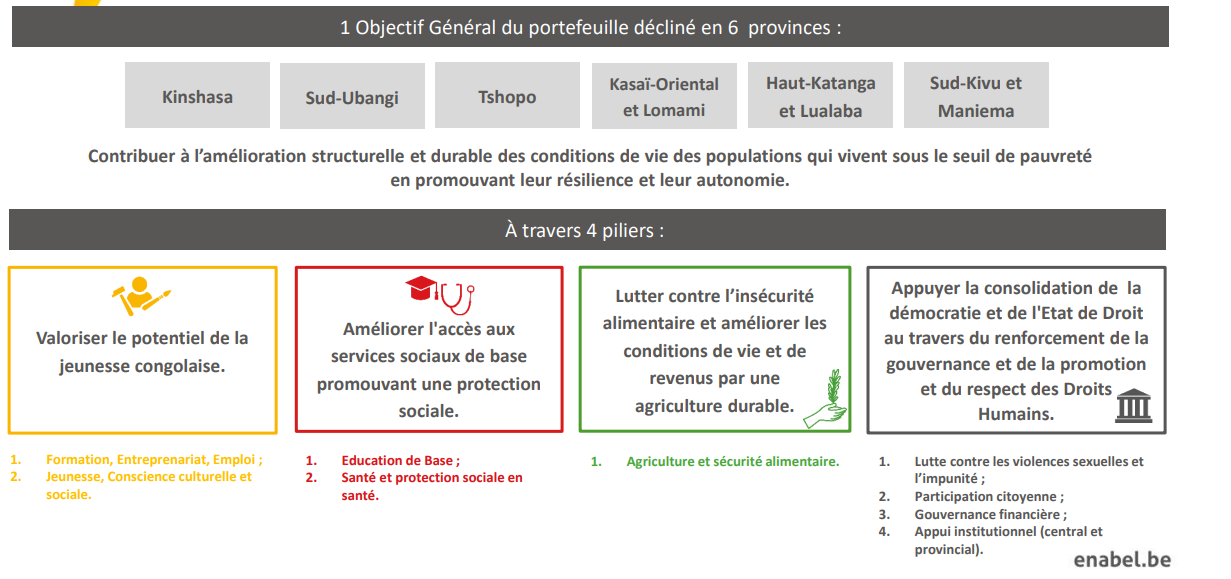 1 Objectif Général du portefeuille décliné en 6 provinces :
Kinshasa
Sud-Ubangi
Tshopo
Kasaï-Oriental
et Lomami
Haut-Katanga
et Lualaba
Sud-Kivu et
Maniema
Contribuer à l’amélioration structurelle et durable des conditions de vie des populations qui vivent sous le seuil de pauvreté
en promouvant leur résilience et leur autonomie.
À travers 4 piliers :
Valoriser le potentiel de la
jeunesse congolaise.
Améliorer l'accès aux
services sociaux de base
promouvant une protection
sociale.
Lutter contre l’insécurité
alimentaire et améliorer les
conditions de vie et de
revenus par une
agriculture durable.
Appuyer la consolidation de la
démocratie et de l'Etat de Droit
au travers du renforcement de la
gouvernance et de la promotion
et du respect des Droits
Humains.
1. Formation, Entreprenariat, Emploi ;
2. Jeunesse, Conscience culturelle et
sociale.
1. Education de Base ;
2. Santé et protection sociale en
santé.
1. Agriculture et sécurité alimentaire.
1. Lutte contre les violences sexuelles et
l’impunité ;
2. Participation citoyenne ;
3. Gouvernance financière ;
4. Appui institutionnel (central et
provincial).
enabel.be